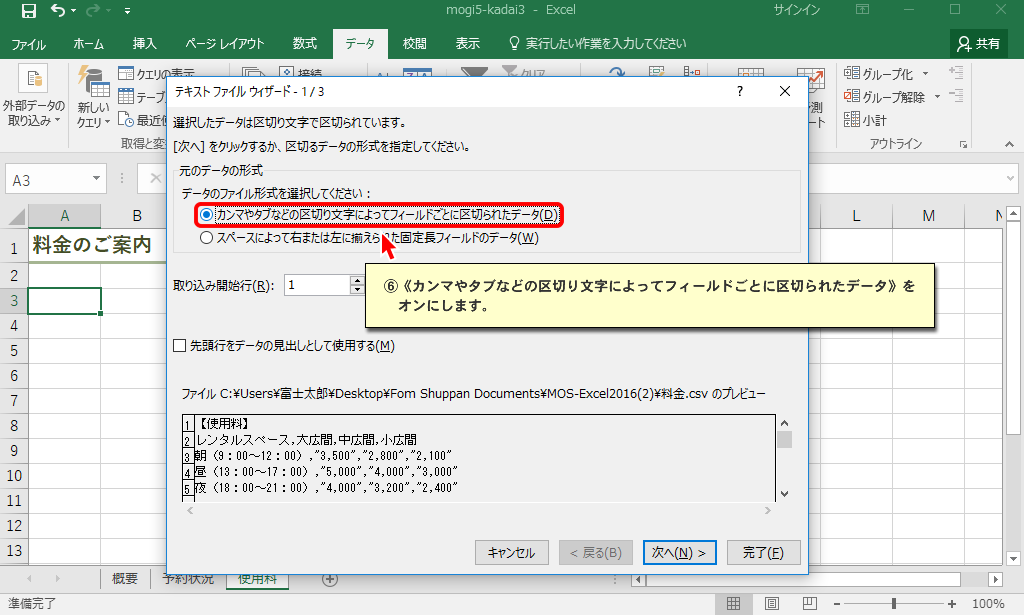 mogi5-kadai3 - Excel
サインイン
ファイル ホーム 挿入 ページ レイアウト 数式 データ 校閲 表示 実行したい作業を入力してください 共有
外部データの
取り込み
新しい
クエリ
クエリの表示
テーブ
最近使
取得と変
接続
クリア
グループ化
グループ解除
小計
アウトライン
テキスト ファイル ウィザード - 1 / 3
? ×
選択したデータは区切り文字で区切られています。
[次へ] をクリックするか、区切るデータの形式を指定してください。
元のデータの形式
データのファイル形式を選択してください:
カンマやタブなどの区切り文字によってフィールドごとに区切られたデータ(D)
スペースによって右または左に揃えられた固定長フィールドのデータ(W)
取り込み開始行(R): 1
⑥《カンマやタブなどの区切り文字によってフィールドごとに区切られたデータ》を
オンにします。
先頭行をデータの見出しとして使用する(M)
ファイル C:¥Users¥富士太郎¥Desktop¥Fom Shuppan Documents¥MOS-Excel2016(2)¥料金.csv のプレビュー
1 【使用料】
2 レンタルスペース,大広間,中広間,小広間
3 朝（9：00～12：00）,"3,500","2,800","2,100"
4 昼（13：00～17：00）,"5,000","4,000","3,000"
5 夜（18：00～21：00）,"4,000","3,200","2,400"
キャンセル < 戻る(B) 次へ(N) > 完了(F)
A3
A B L M N
1 料金のご案内
2
3
4
5
6
7
8
9
10
11
12
13
概要 予約状況 使用料
準備完了
100%